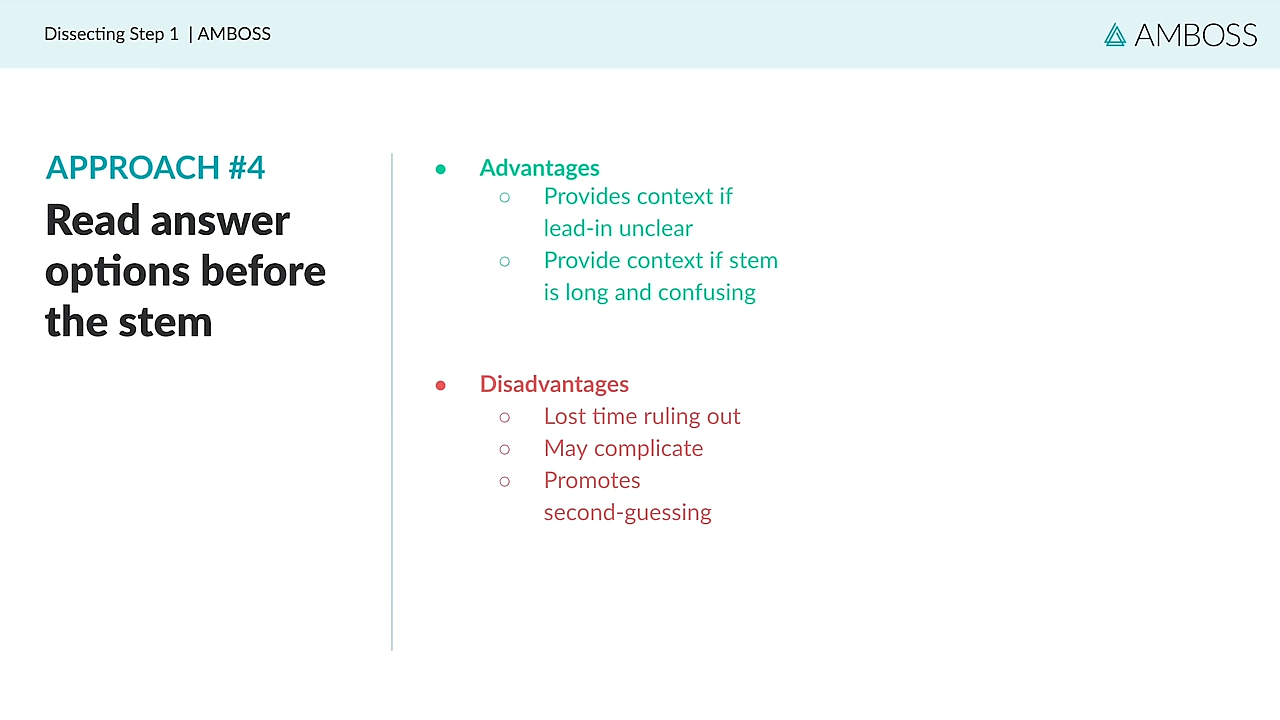 Dissecting Step 1 | AMBOSS
AMBOSS
APPROACH #4
Read answer
options before
the stem
● Advantages
○ Provides context if
lead-in unclear
○ Provide context if stem
is long and confusing
● Disadvantages
○ Lost time ruling out
○ May complicate
○ Promotes
second-guessing